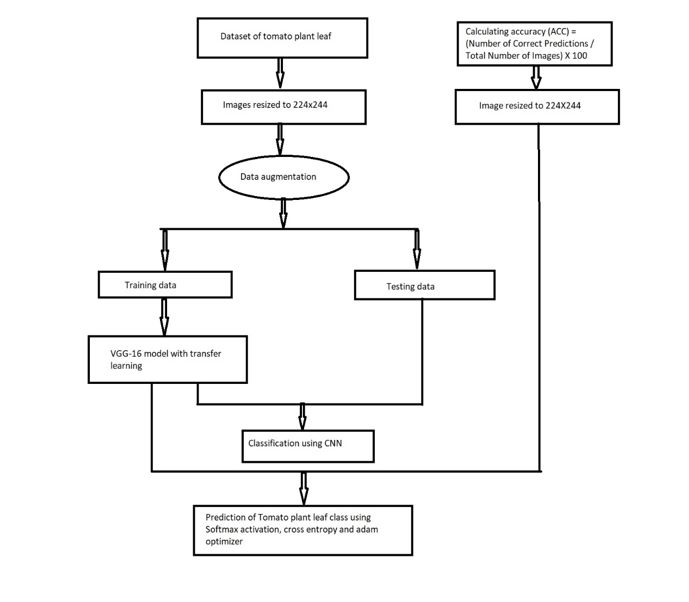 Dataset of tomato plant leaf
Calculating accuracy (ACC) =
(Number of Correct Predictions /
Total Number of Images) X 100
Images resized to 224x244
Image resized to 224X244
Data augmentation
Training data
Testing data
VGG-16 model with transfer
learning
Classification using CNN
Prediction of Tomato plant leaf class using
Softmax activation, cross entropy and adam
optimizer